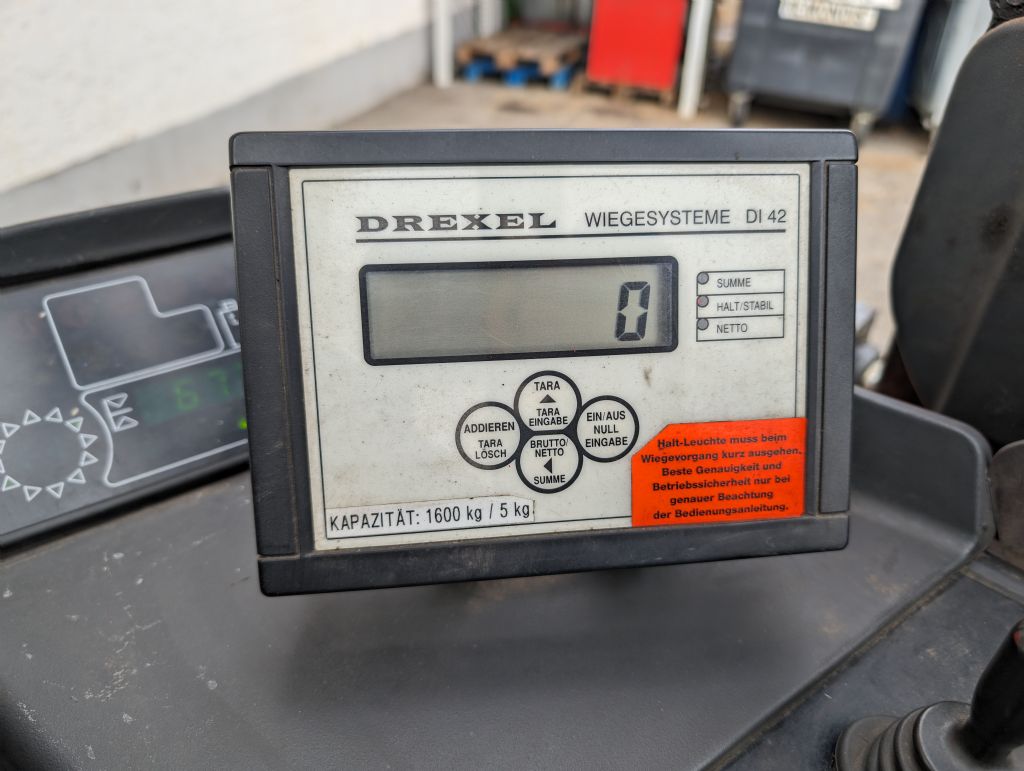 DREXEL WIEGESYSTEME DI 42
0
SUMME
HALT/STABIL
NETTO
ADDIEREN
TARA
LÖSCH
TARA
TARA
EINGABE
BRUTTO/
NETTO
SUMME
EIN/AUS
NULL
EINGABE
KAPAZITÄT: 1600 kg / 5 kg
Halt-Leuchte muss beim
Wiegevorgang kurz ausgehen.
Beste Genauigkeit und
Betriebssicherheit nur bei
genauer Beachtung
der Bedienungsanleitung.